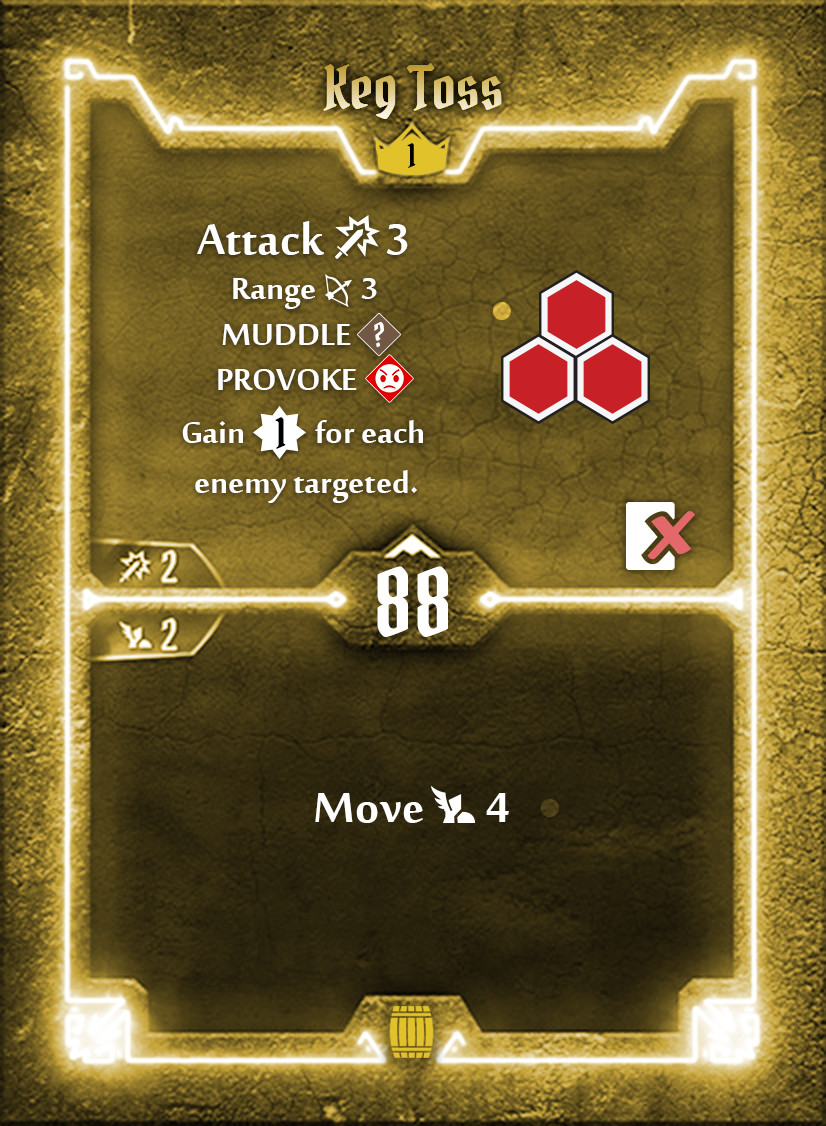 Keg Toss
1
Attack 3
Range 3
MUDDLE ?
PROVOKE
Gain 1 for each
enemy targeted.
2
88
2
Move 4